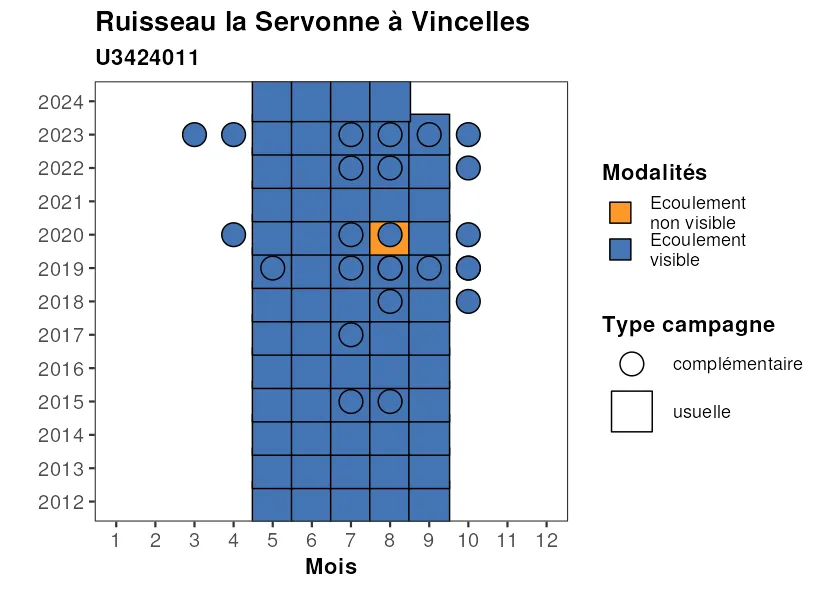 Ruisseau la Servonne à Vincelles
U3424011
2024
2023
2022
2021
2020
2019
2018
2017
2016
2015
2014
2013
2012
1 2 3 4 5 6 7 8 9 10 11 12
Mois
Modalités
Ecoulement
non visible
Ecoulement
visible
Type campagne
complémentaire
usuelle